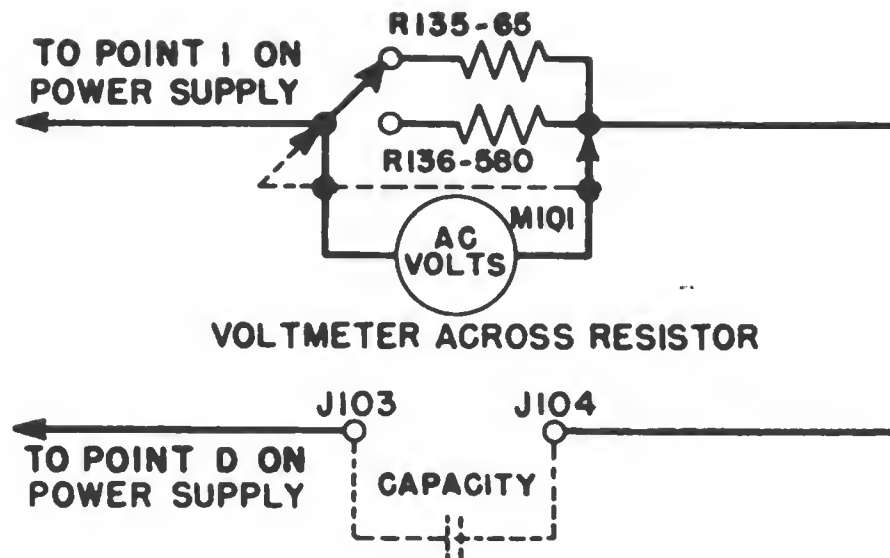 R135-65
TO POINT 1 ON
POWER SUPPLY
R136-580
M101
AC
VOLTS
VOLTMETER ACROSS RESISTOR
J103
J104
TO POINT D ON
POWER SUPPLY
CAPACITY